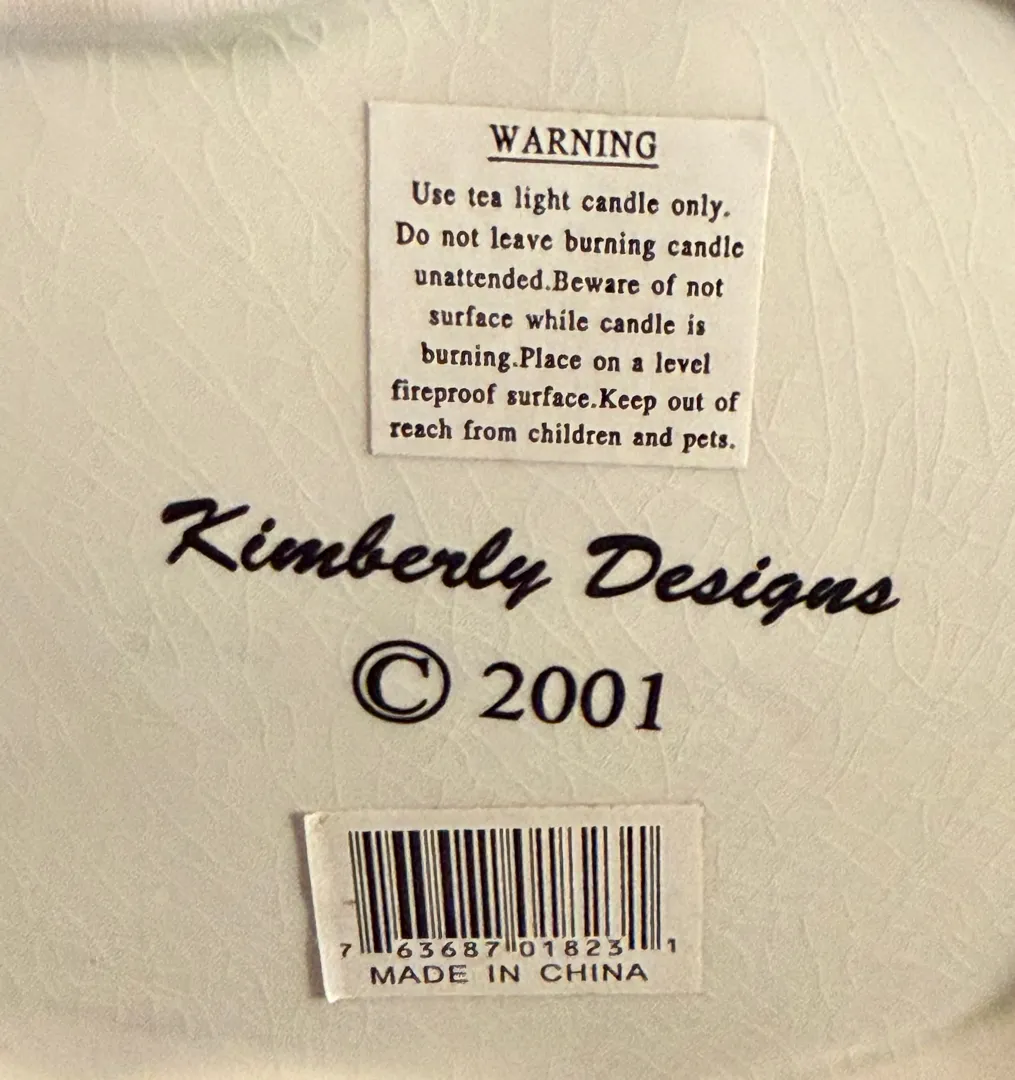 WARNING
Use tea light candle only.
Do not leave burning candle
unattended.Beware of not
surface while candle is
burning.Place on a level
fireproof surface.Keep out of
reach from children and pets.
Kimberly Designs
© 2001
7 63687 01823 1
MADE IN CHINA